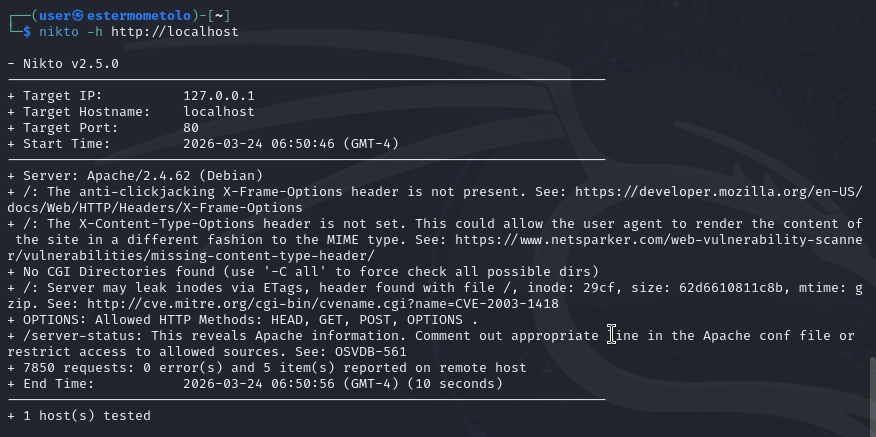 ┌──(user㉿estermometolo)-[~]
└─$ nikto -h http://localhost
- Nikto v2.5.0
+ Target IP: 127.0.0.1
+ Target Hostname: localhost
+ Target Port: 80
+ Start Time: 2026-03-24 06:50:46 (GMT-4)
+ Server: Apache/2.4.62 (Debian)
+ /: The anti-clickjacking X-Frame-Options header is not present. See: https://developer.mozilla.org/en-US/
docs/Web/HTTP/Headers/X-Frame-Options
+ /: The X-Content-Type-Options header is not set. This could allow the user agent to render the content of
the site in a different fashion to the MIME type. See: https://www.netsparker.com/web-vulnerability-scanne
r/vulnerabilities/missing-content-type-header/
+ No CGI Directories found (use '-C all' to force check all possible dirs)
+ /: Server may leak inodes via ETags, header found with file /, inode: 29cf, size: 62d6610811c8b, mtime: g
zip. See: http://cve.mitre.org/cgi-bin/cvename.cgi?name=CVE-2003-1418
+ OPTIONS: Allowed HTTP Methods: HEAD, GET, POST, OPTIONS .
+ /server-status: This reveals Apache information. Comment out appropriate line in the Apache conf file or
restrict access to allowed sources. See: OSVDB-561
+ 7850 requests: 0 error(s) and 5 item(s) reported on remote host
+ End Time: 2026-03-24 06:50:56 (GMT-4) (10 seconds)
+ 1 host(s) tested